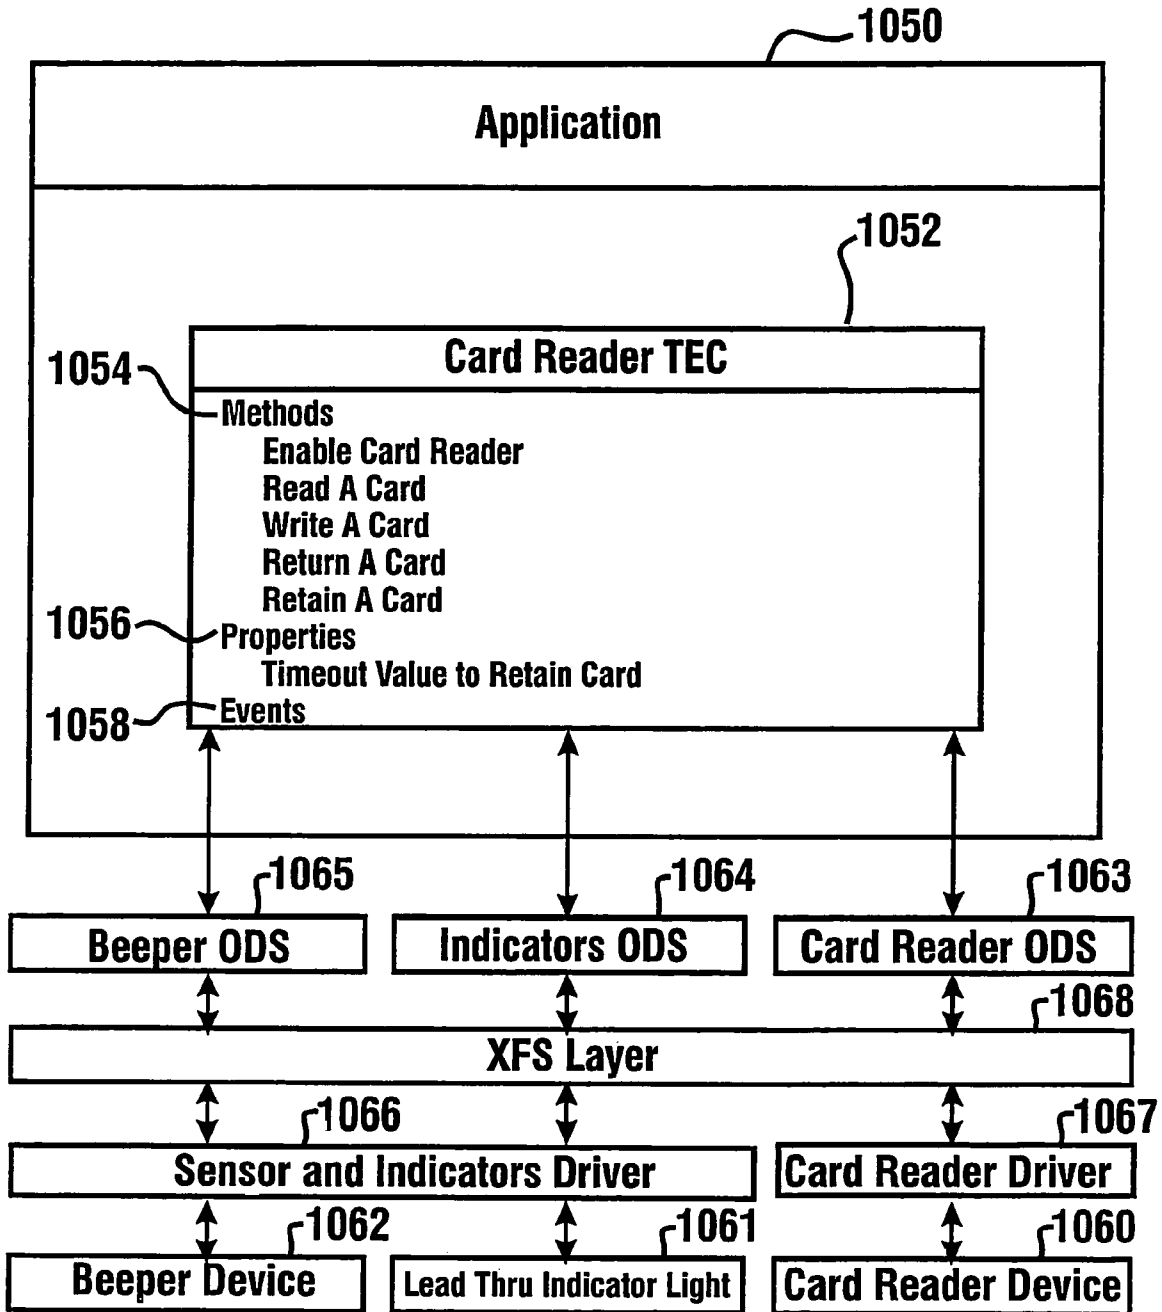 1050
Application
1052
Card Reader TEC
1054
Methods
Enable Card Reader
Read A Card
Write A Card
Return A Card
Retain A Card
1056
Properties
Timeout Value to Retain Card
1058
Events
1065
1064
1063
Beeper ODS
Indicators ODS
Card Reader ODS
1068
XFS Layer
1066
1067
Sensor and Indicators Driver
Card Reader Driver
1062
1061
1060
Beeper Device
Lead Thru Indicator Light
Card Reader Device